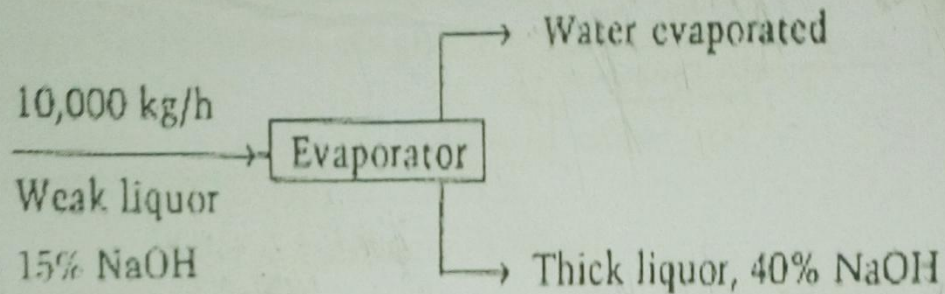 Water evaporated
10,000 kg/h
Evaporator
Weak liquor
15% NaOH
Thick liquor, 40% NaOH